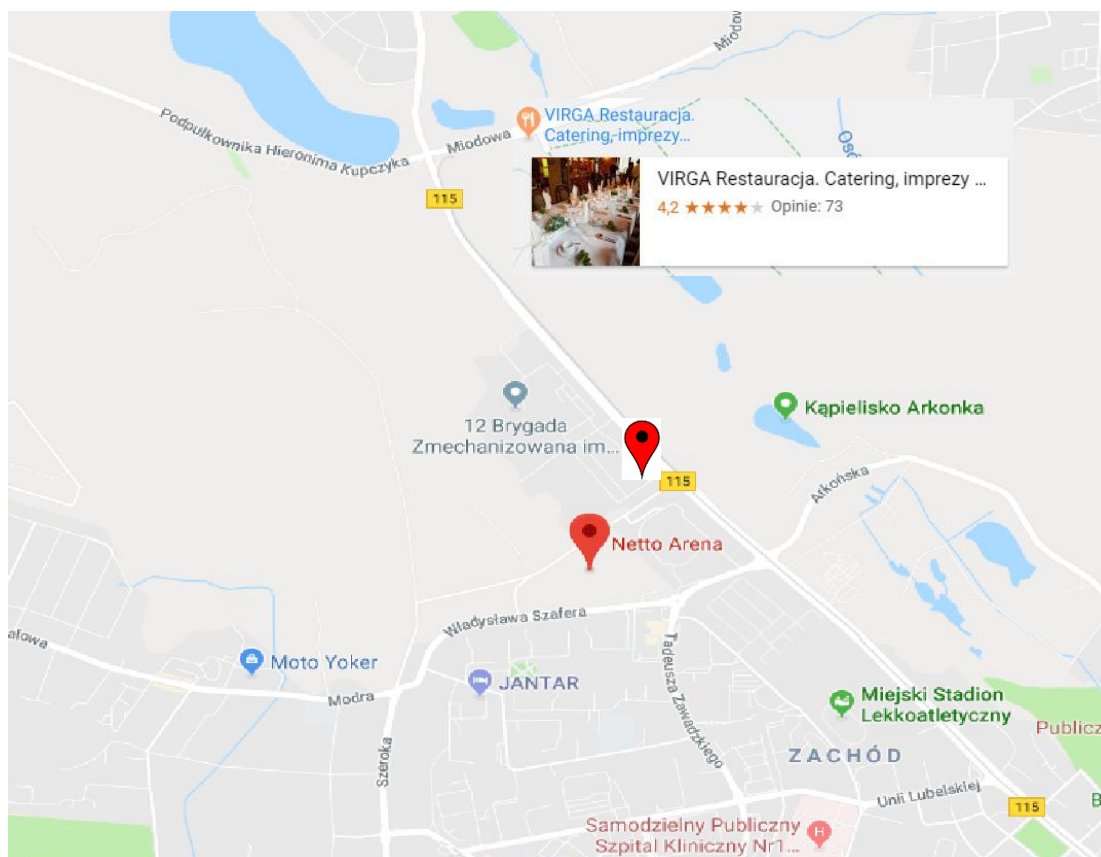 Miodowa
VIRGA Restauracja.
Catering, imprezy...
Podpułkownika Hieronima Kupczyka
Miodowa
VIRGA Restauracja. Catering, imprezy ...
4,2 ★★★★★ Opinie: 73
115
Kąpielisko Arkonka
12 Brygada
Zmechanizowana im...
115
Arkońska
Netto Arena
Władysława Szafera
Moto Yoker
JANTAR
Modra
Tadeusza Zawadzkiego
Miejski Stadion
Lekkoatletyczny
Szeroka
ZACHÓD
Unii Lubelskiej
115
Samodzielny Publiczny
Szpital Kliniczny Nr1...
H